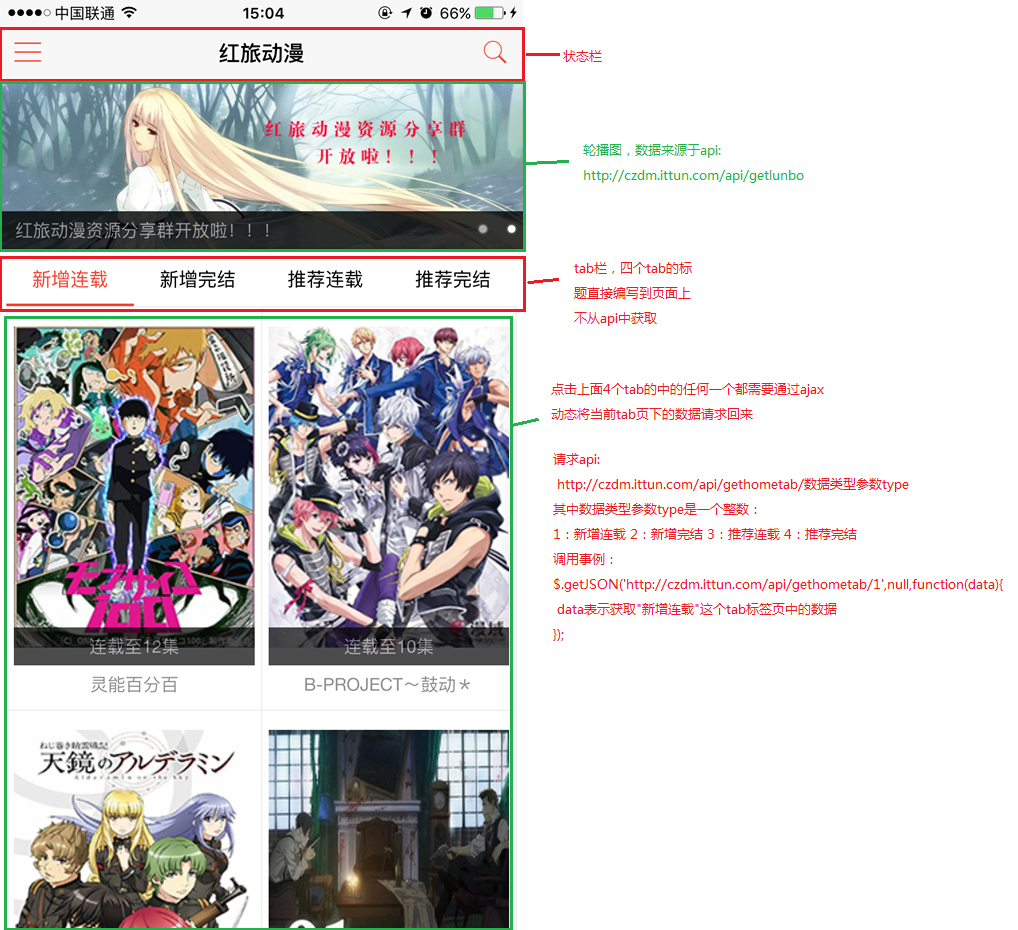 中国联通
15:04
66%
红旅动漫
状态栏
红旅动漫资源分享群
开放啦！！！
红旅动漫资源分享群开放啦！！！
轮播图，数据来源于api:
http://czdm.ittun.com/api/getlunbo
新增连载
新增完结
推荐连载
推荐完结
tab栏，四个tab的标
题直接编写到页面上
不从api中获取
点击上面4个tab的中的任何一个都需要通过ajax
动态将当前tab页下的数据请求回来
请求api:
http://czdm.ittun.com/api/gethometab/数据类型参数type
其中数据类型参数type是一个整数：
1：新增连载 2：新增完结 3：推荐连载 4：推荐完结
调用事例：
$.getJSON('http://czdm.ittun.com/api/gethometab/1',null,function(data){
data表示获取"新增连载"这个tab标签页中的数据
});
モブサイコ
100
连载至12集
连载至10集
灵能百分百
B-PROJECT～鼓动＊
ねじ巻き精霊戦記
天鏡のアルデラミン
Alderamin on the Sky